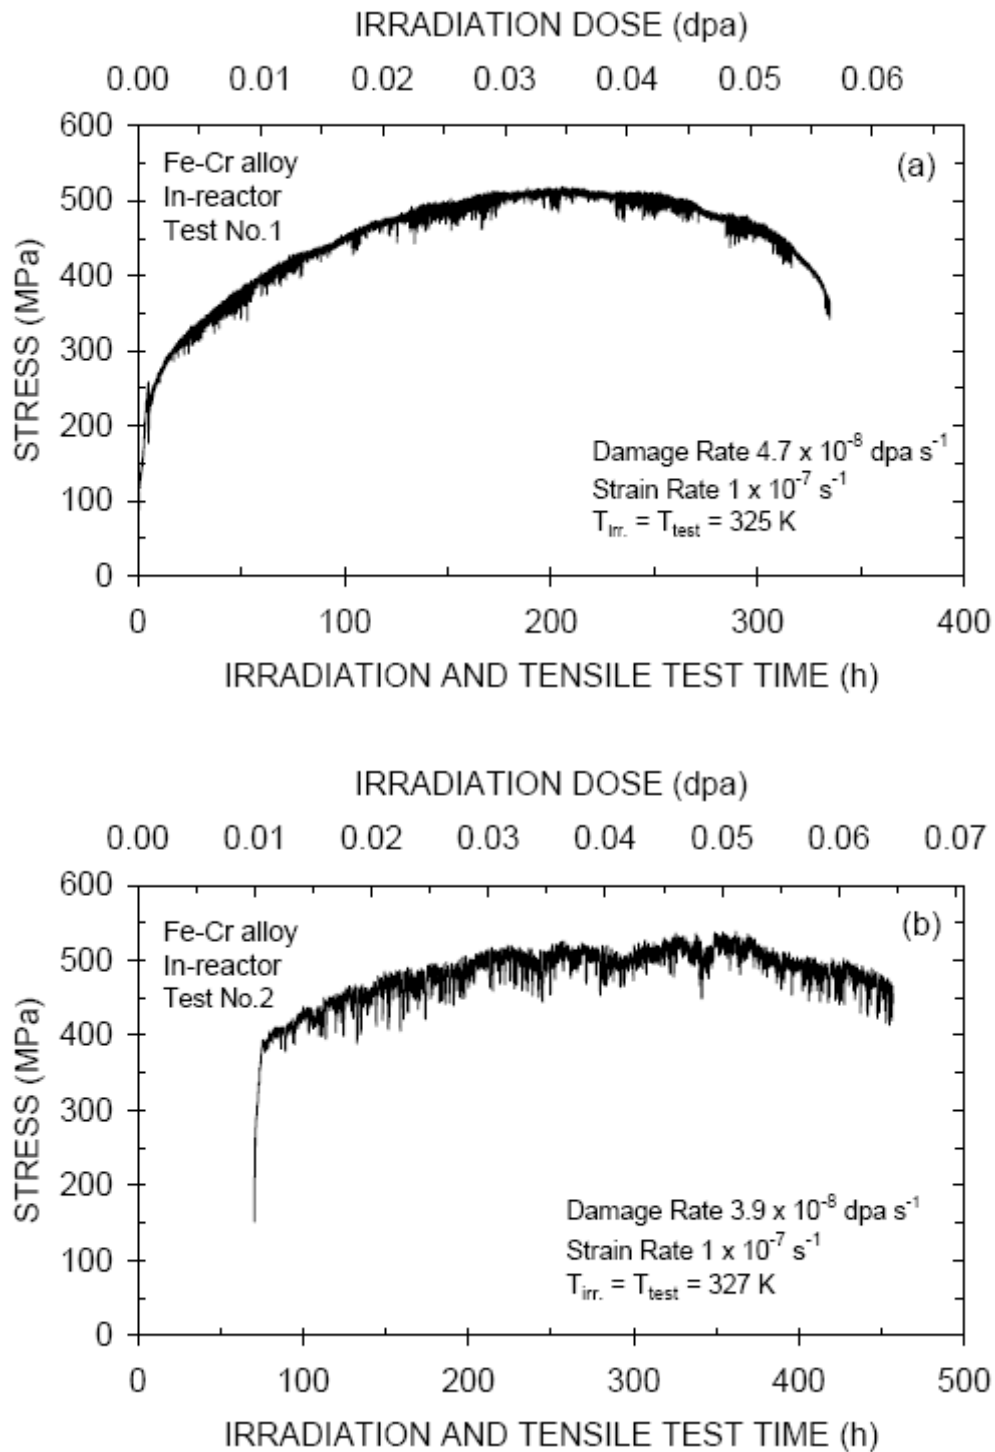 IRRADIATION DOSE (dpa)
0.00 0.01 0.02 0.03 0.04 0.05 0.06
600
500
400
300
200
100
0
STRESS (MPa)
Fe-Cr alloy
In-reactor
Test No.1
(a)
Damage Rate 4.7 x 10⁻⁸ dpa s⁻¹
Strain Rate 1 x 10⁻⁷ s⁻¹
T_irr. = T_test = 325 K
0 100 200 300 400
IRRADIATION AND TENSILE TEST TIME (h)
IRRADIATION DOSE (dpa)
0.00 0.01 0.02 0.03 0.04 0.05 0.06 0.07
600
500
400
300
200
100
0
STRESS (MPa)
Fe-Cr alloy
In-reactor
Test No.2
(b)
Damage Rate 3.9 x 10⁻⁸ dpa s⁻¹
Strain Rate 1 x 10⁻⁷ s⁻¹
T_irr. = T_test = 327 K
0 100 200 300 400 500
IRRADIATION AND TENSILE TEST TIME (h)